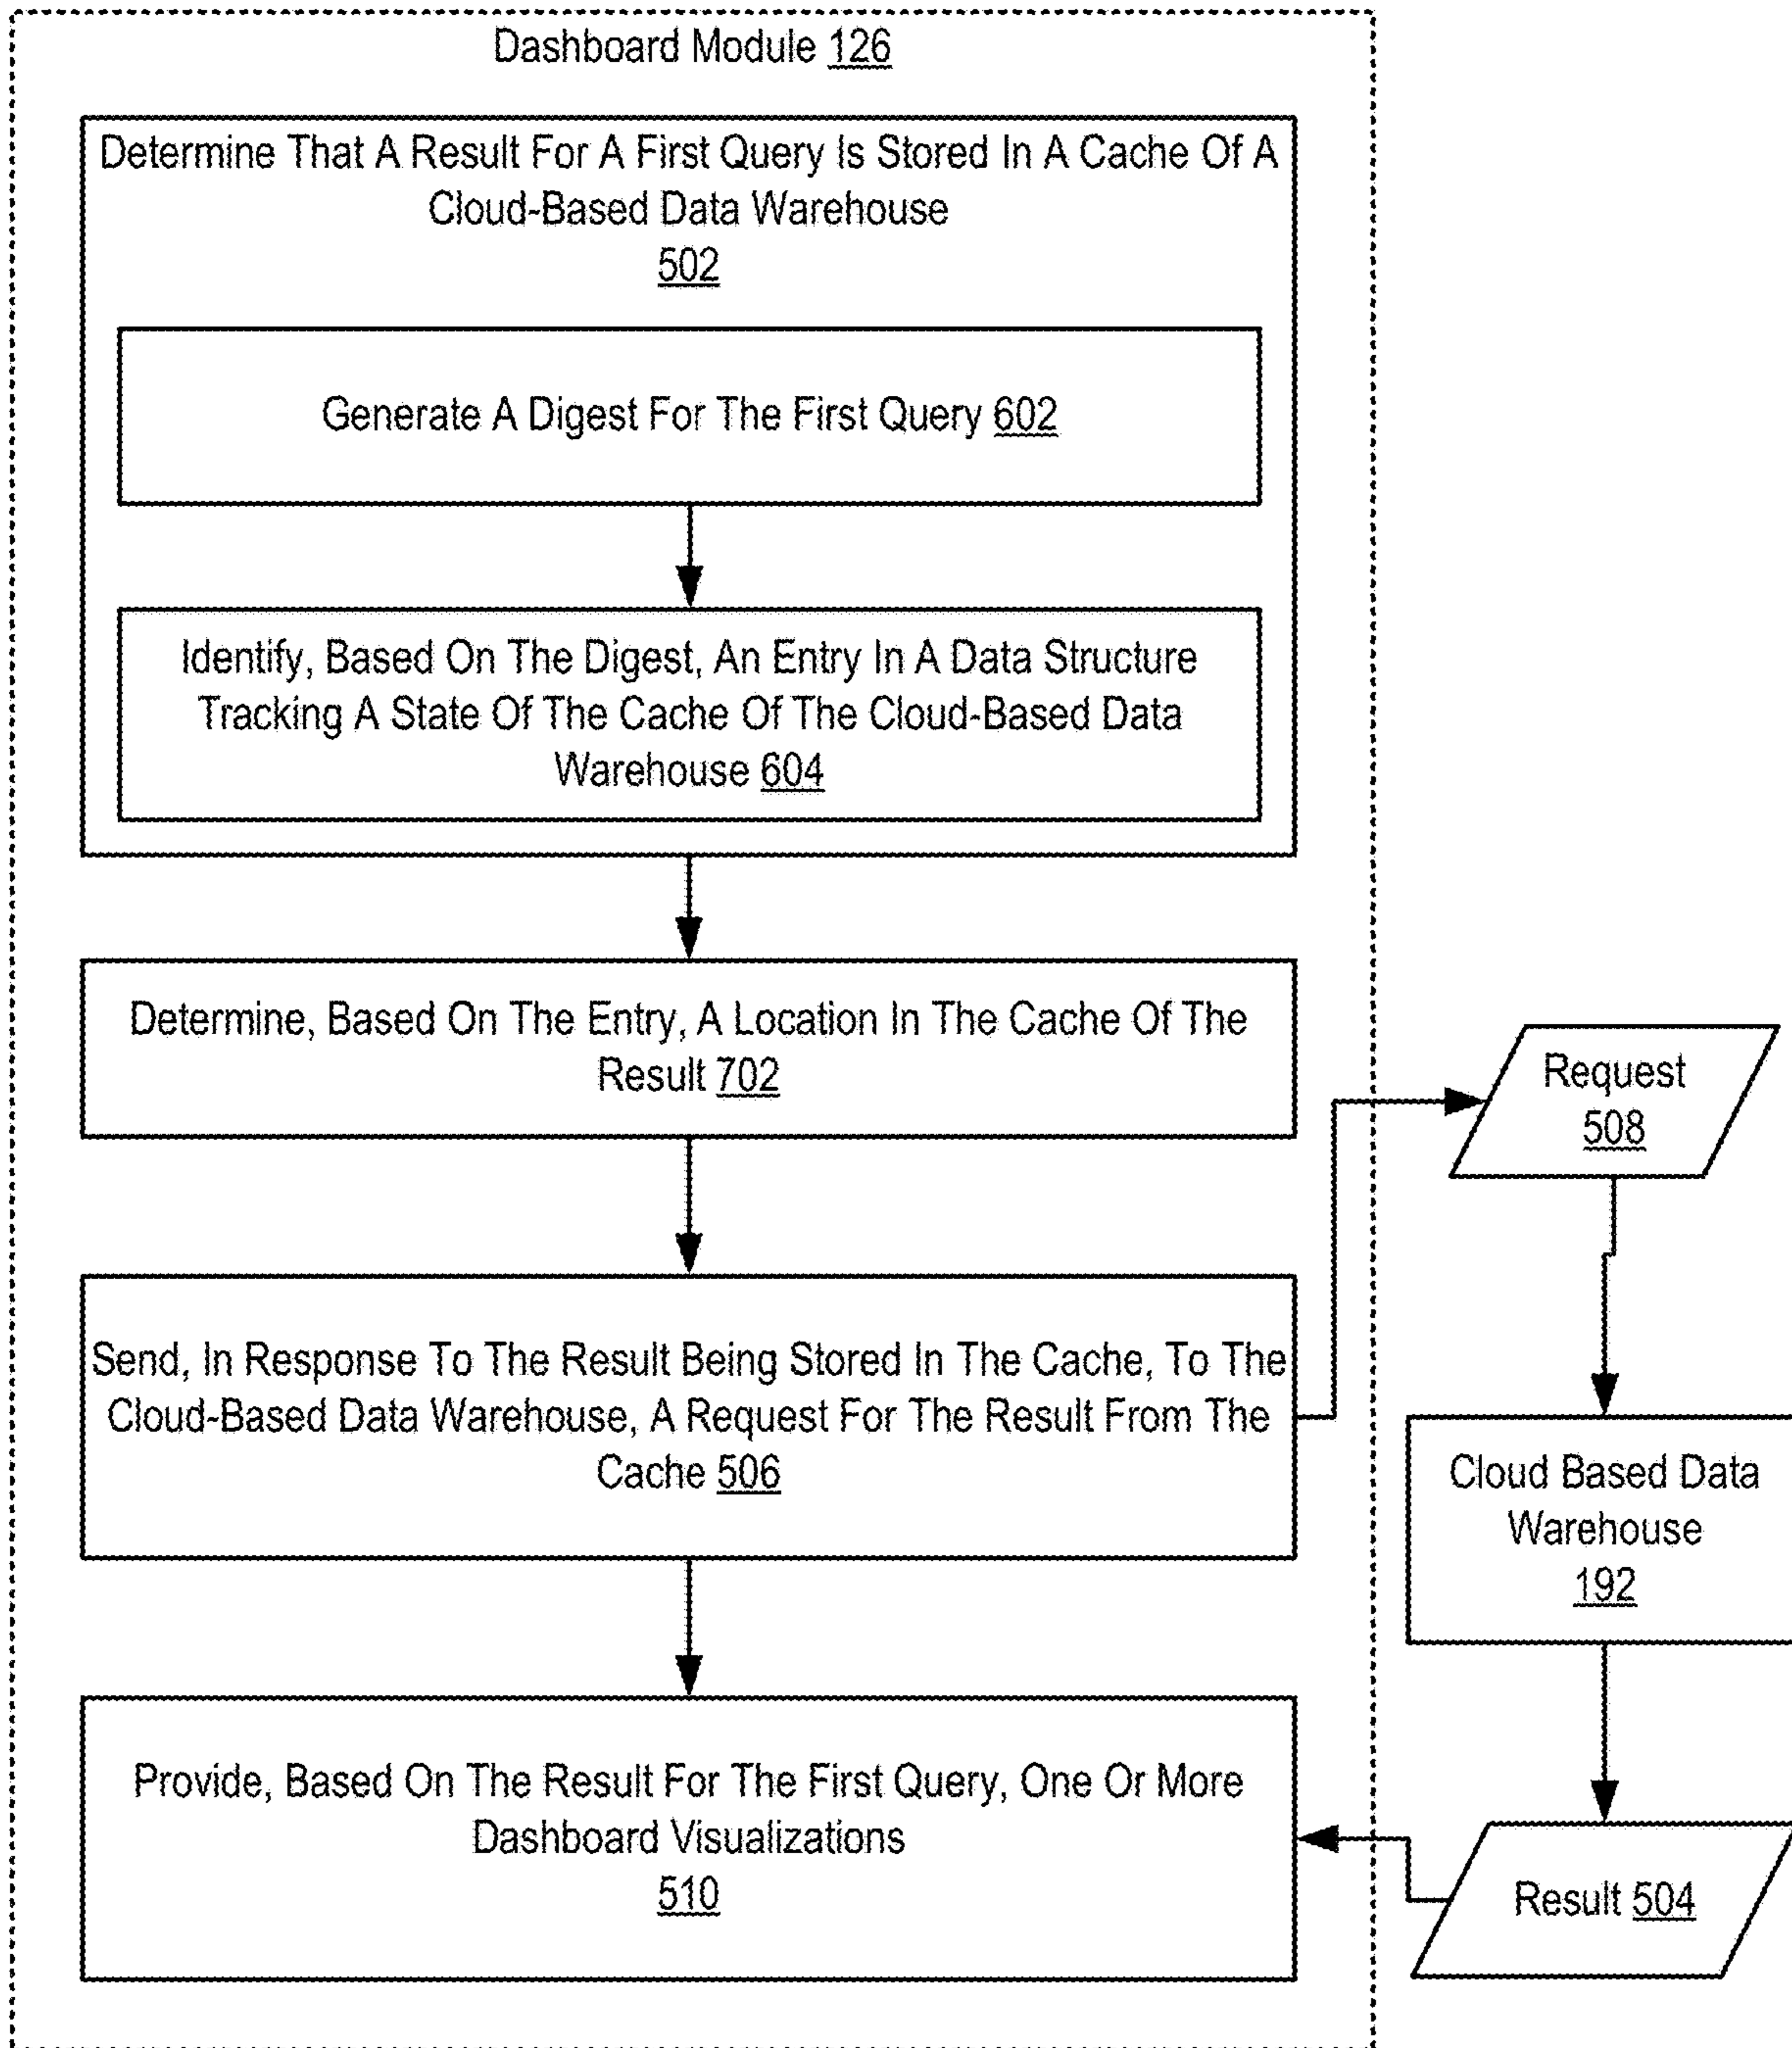 Dashboard Module 126
Determine That A Result For A First Query Is Stored In A Cache Of A
Cloud-Based Data Warehouse
502
Generate A Digest For The First Query 602
Identify, Based On The Digest, An Entry In A Data Structure
Tracking A State Of The Cache Of The Cloud-Based Data
Warehouse 604
Determine, Based On The Entry, A Location In The Cache Of The
Result 702
Request
508
Send, In Response To The Result Being Stored In The Cache, To The
Cloud-Based Data Warehouse, A Request For The Result From The
Cache 506
Cloud Based Data
Warehouse
192
Provide, Based On The Result For The First Query, One Or More
Dashboard Visualizations
510
Result 504